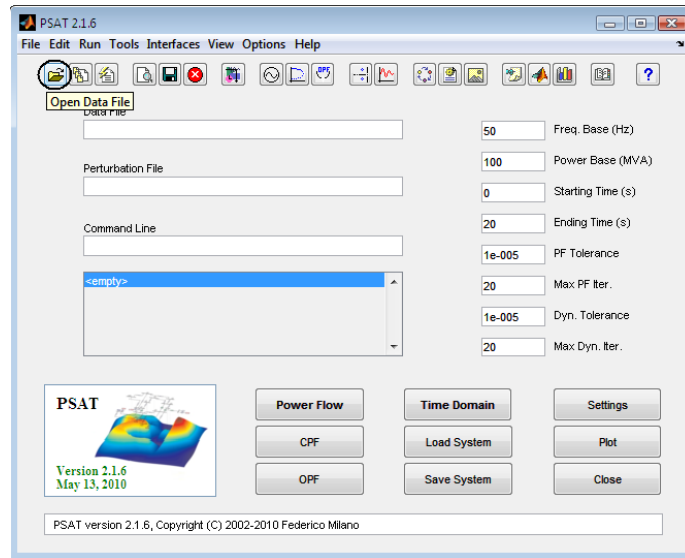 PSAT 2.1.6
File Edit Run Tools Interfaces View Options Help
OPF
?
Open Data File
Data File
50 Freq. Base (Hz)
100 Power Base (MVA)
Perturbation File
0 Starting Time (s)
20 Ending Time (s)
Command Line
1e-005 PF Tolerance
<empty>
20 Max PF Iter.
1e-005 Dyn. Tolerance
20 Max Dyn. Iter.
PSAT
Version 2.1.6
May 13, 2010
Power Flow Time Domain Settings
CPF Load System Plot
OPF Save System Close
PSAT version 2.1.6, Copyright (C) 2002-2010 Federico Milano